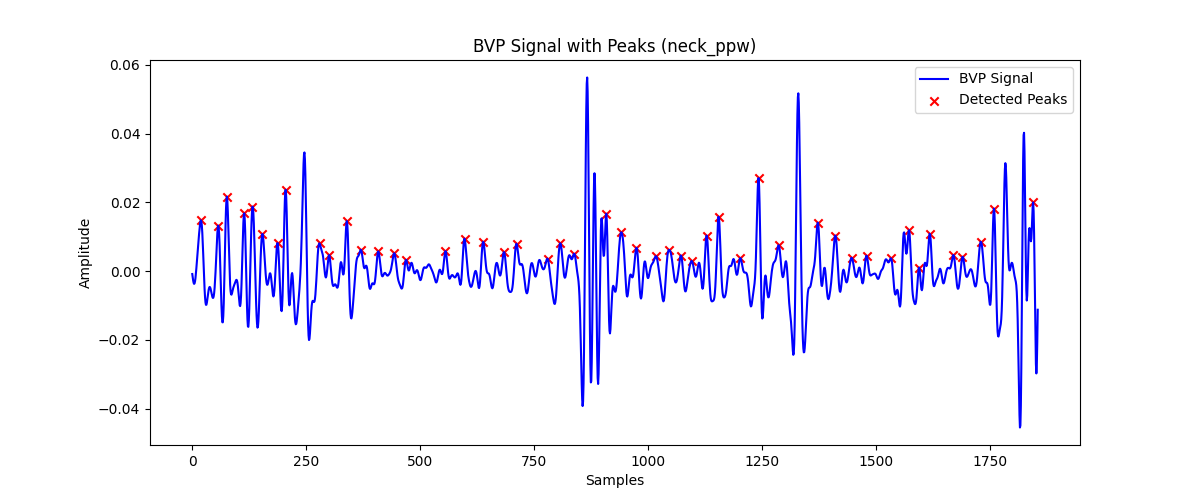 BVP Signal with Peaks (neck_ppw)
BVP Signal
Detected Peaks
Amplitude
0.06
0.04
0.02
0.00
−0.02
−0.04
0 250 500 750 1000 1250 1500 1750
Samples